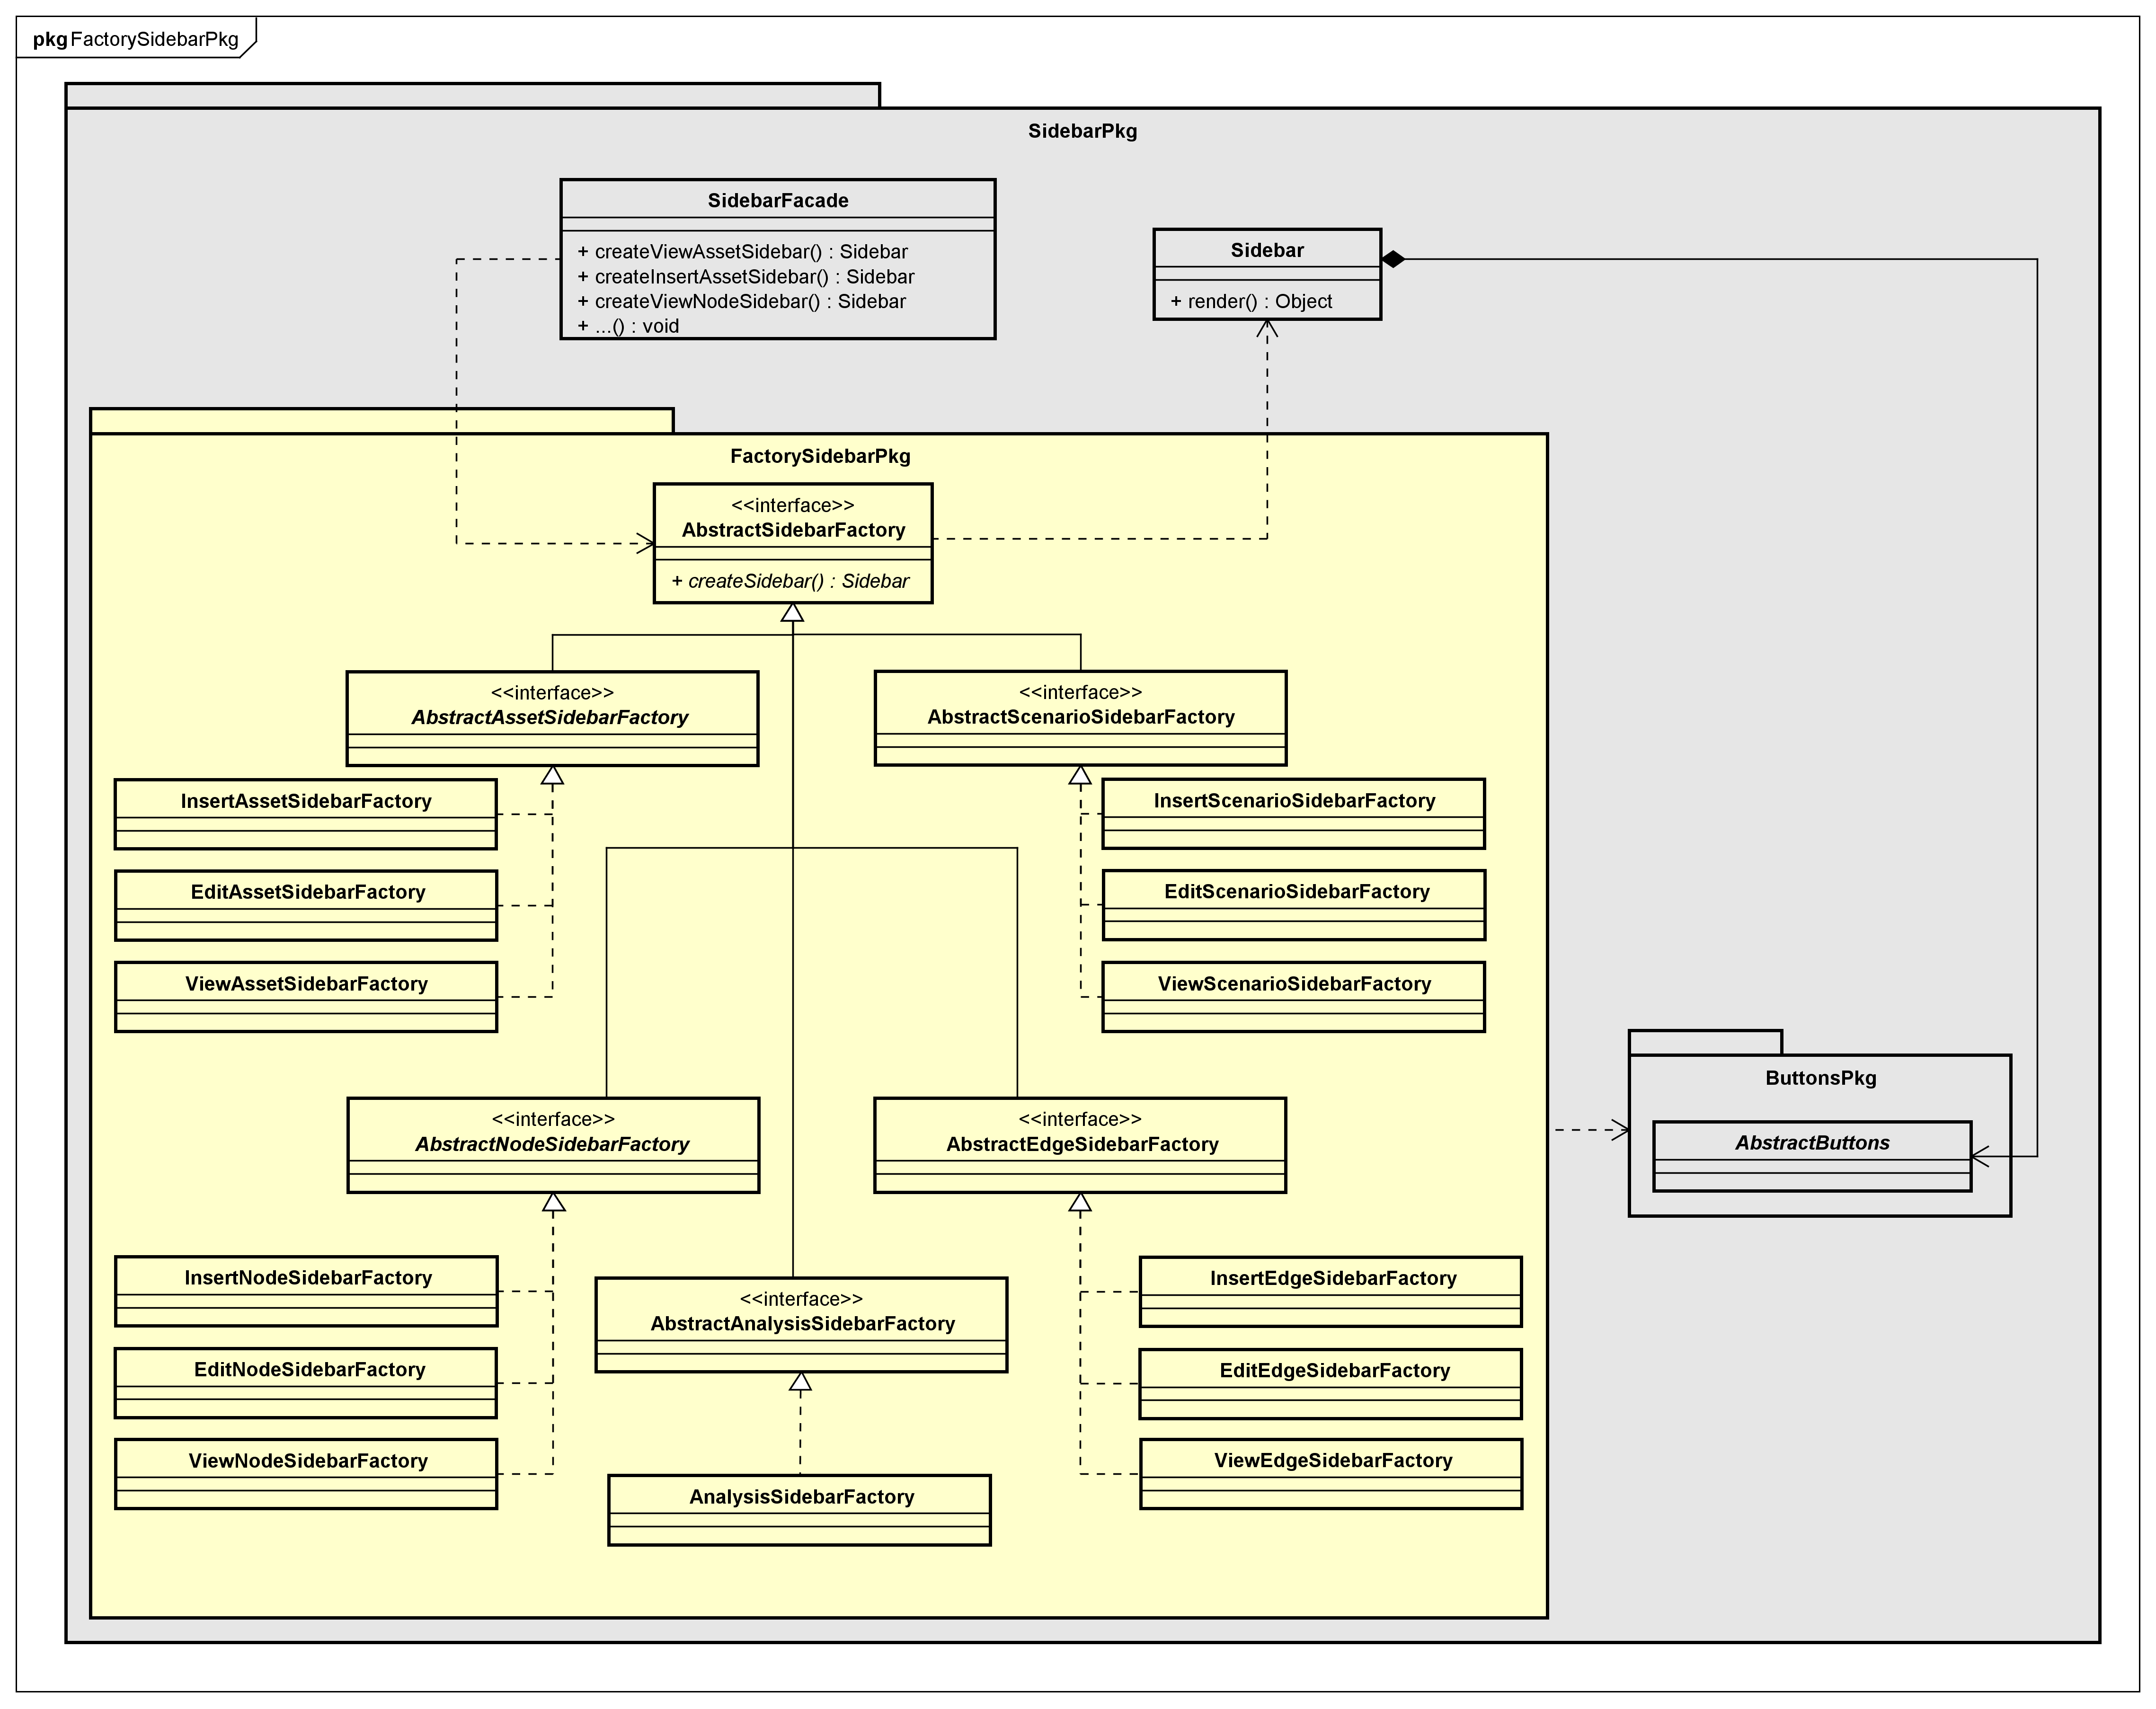 pkg FactorySidebarPkg
SidebarPkg
SidebarFacade
+ createViewAssetSidebar() : Sidebar
+ createInsertAssetSidebar() : Sidebar
+ createViewNodeSidebar() : Sidebar
+ ...() : void
Sidebar
+ render() : Object
FactorySidebarPkg
<<interface>>
AbstractSidebarFactory
+ createSidebar() : Sidebar
<<interface>>
AbstractAssetSidebarFactory
<<interface>>
AbstractScenarioSidebarFactory
InsertAssetSidebarFactory
InsertScenarioSidebarFactory
EditAssetSidebarFactory
EditScenarioSidebarFactory
ViewAssetSidebarFactory
ViewScenarioSidebarFactory
ButtonsPkg
AbstractButtons
<<interface>>
AbstractNodeSidebarFactory
<<interface>>
AbstractEdgeSidebarFactory
InsertNodeSidebarFactory
<<interface>>
AbstractAnalysisSidebarFactory
InsertEdgeSidebarFactory
EditNodeSidebarFactory
EditEdgeSidebarFactory
ViewNodeSidebarFactory
ViewEdgeSidebarFactory
AnalysisSidebarFactory